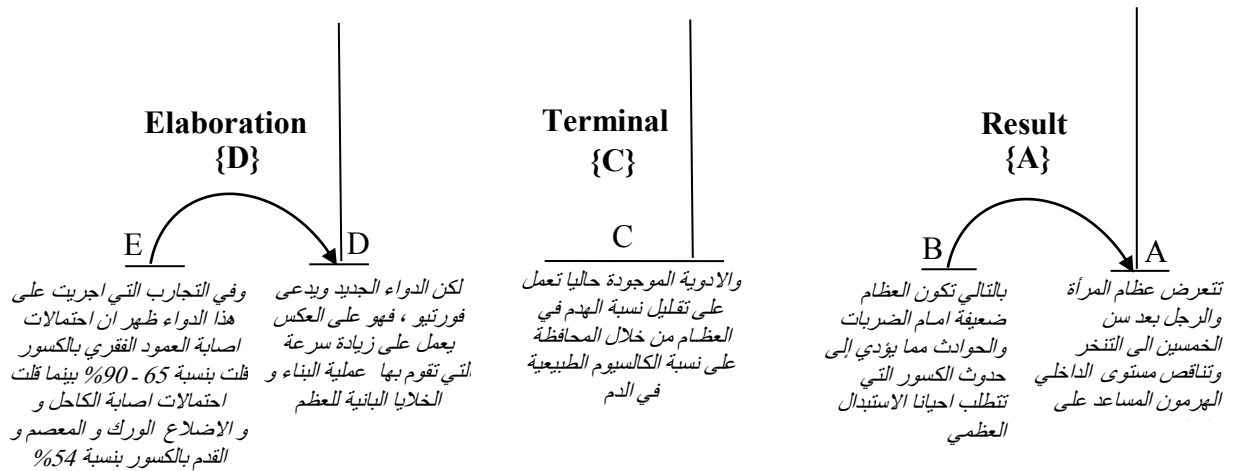 Elaboration
{D}
Terminal
{C}
Result
{A}
E
D
C
B
A
تتعرض عظام المرأة
والرجل بعد سن
الخمسين الى التنخر
وتناقص مستوى الداخلي
الهرمون المساعد على
بالتالي تكون العظام
ضعيفة امام الضربات
والحوادث مما يؤدي إلى
حدوث الكسور التي
تتطلب احيانا الاستبدال
العظمي
والادوية الموجودة حاليا تعمل
على تقليل نسبة الهدم في
العظام من خلال المحافظة
على نسبة الكالسيوم الطبيعية
في الدم
لكن الدواء الجديد ويدعى
فورتيو ، فهو على العكس
يعمل على زيادة سرعة
عملية البناء و التي تقوم بها
الخلايا البانية للعظم
وفي التجارب التي اجريت على
هذا الدواء ظهر ان احتمالات
اصابة العمود الفقري بالكسور
قلت بنسبة 65 - 90% بينما قلت
احتمالات اصابة الكاحل و
و الاضلاع الورك و المعصم و
القدم بالكسور بنسبة 54%